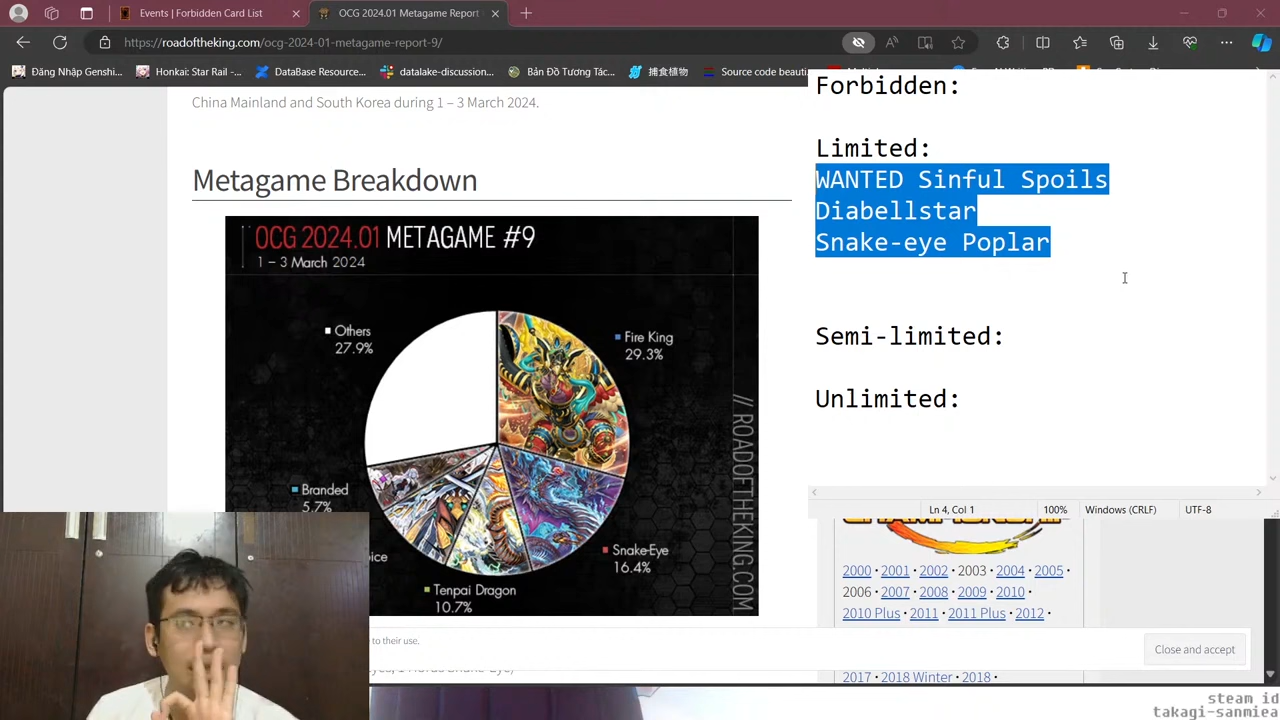 Events | Forbidden Card List
OCG 2024.01 Metagame Report
https://roadoftheking.com/ocg-2024-01-metagame-report-9/
Đăng Nhập Genshi...
Honkai: Star Rail -...
DataBase Resource...
datalake-discussion...
Bản Đồ Tương Tác...
捕食植物
Source code beauti...
China Mainland and South Korea during 1 – 3 March 2024.
Metagame Breakdown
OCG 2024.01 METAGAME #9
1 – 3 March 2024
Others
27.9%
Fire King
29.3%
Branded
5.7%
Snake-Eye
16.4%
Tenpai Dragon
10.7%
// ROADOFTHEKING.COM
to their use.
Forbidden:
Limited:
WANTED Sinful Spoils
Diabellstar
Snake-eye Poplar
Semi-limited:
Unlimited:
Ln 4, Col 1
100%
Windows (CRLF)
UTF-8
2000 • 2001 • 2002 • 2003 • 2004 • 2005 •
2006 • 2007 • 2008 • 2009 • 2010 •
2010 Plus • 2011 • 2011 Plus • 2012 •
Close and accept
2017 • 2018 Winter • 2018 •
steam id
takagi-sanmiea